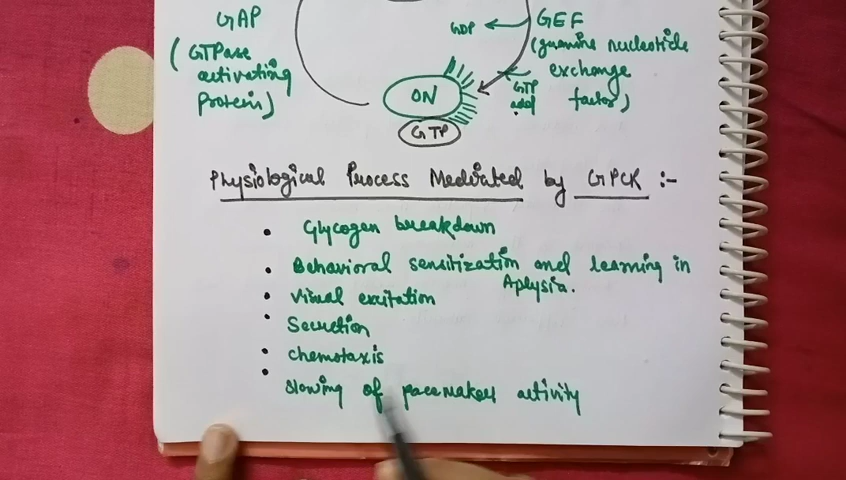 GAP
(GTPase
activating
protein)
GDP
GEF
(guanine nucleotide
exchange
factor)
GTP
add
ON
GTP
Physiological Process Mediated by GPCR :-
• Glycogen breakdown
• Behavioral sensitization and learning in
Aplysia.
• Visual excitation
• Secretion
• Chemotaxis
• Slowing of pacemaker activity